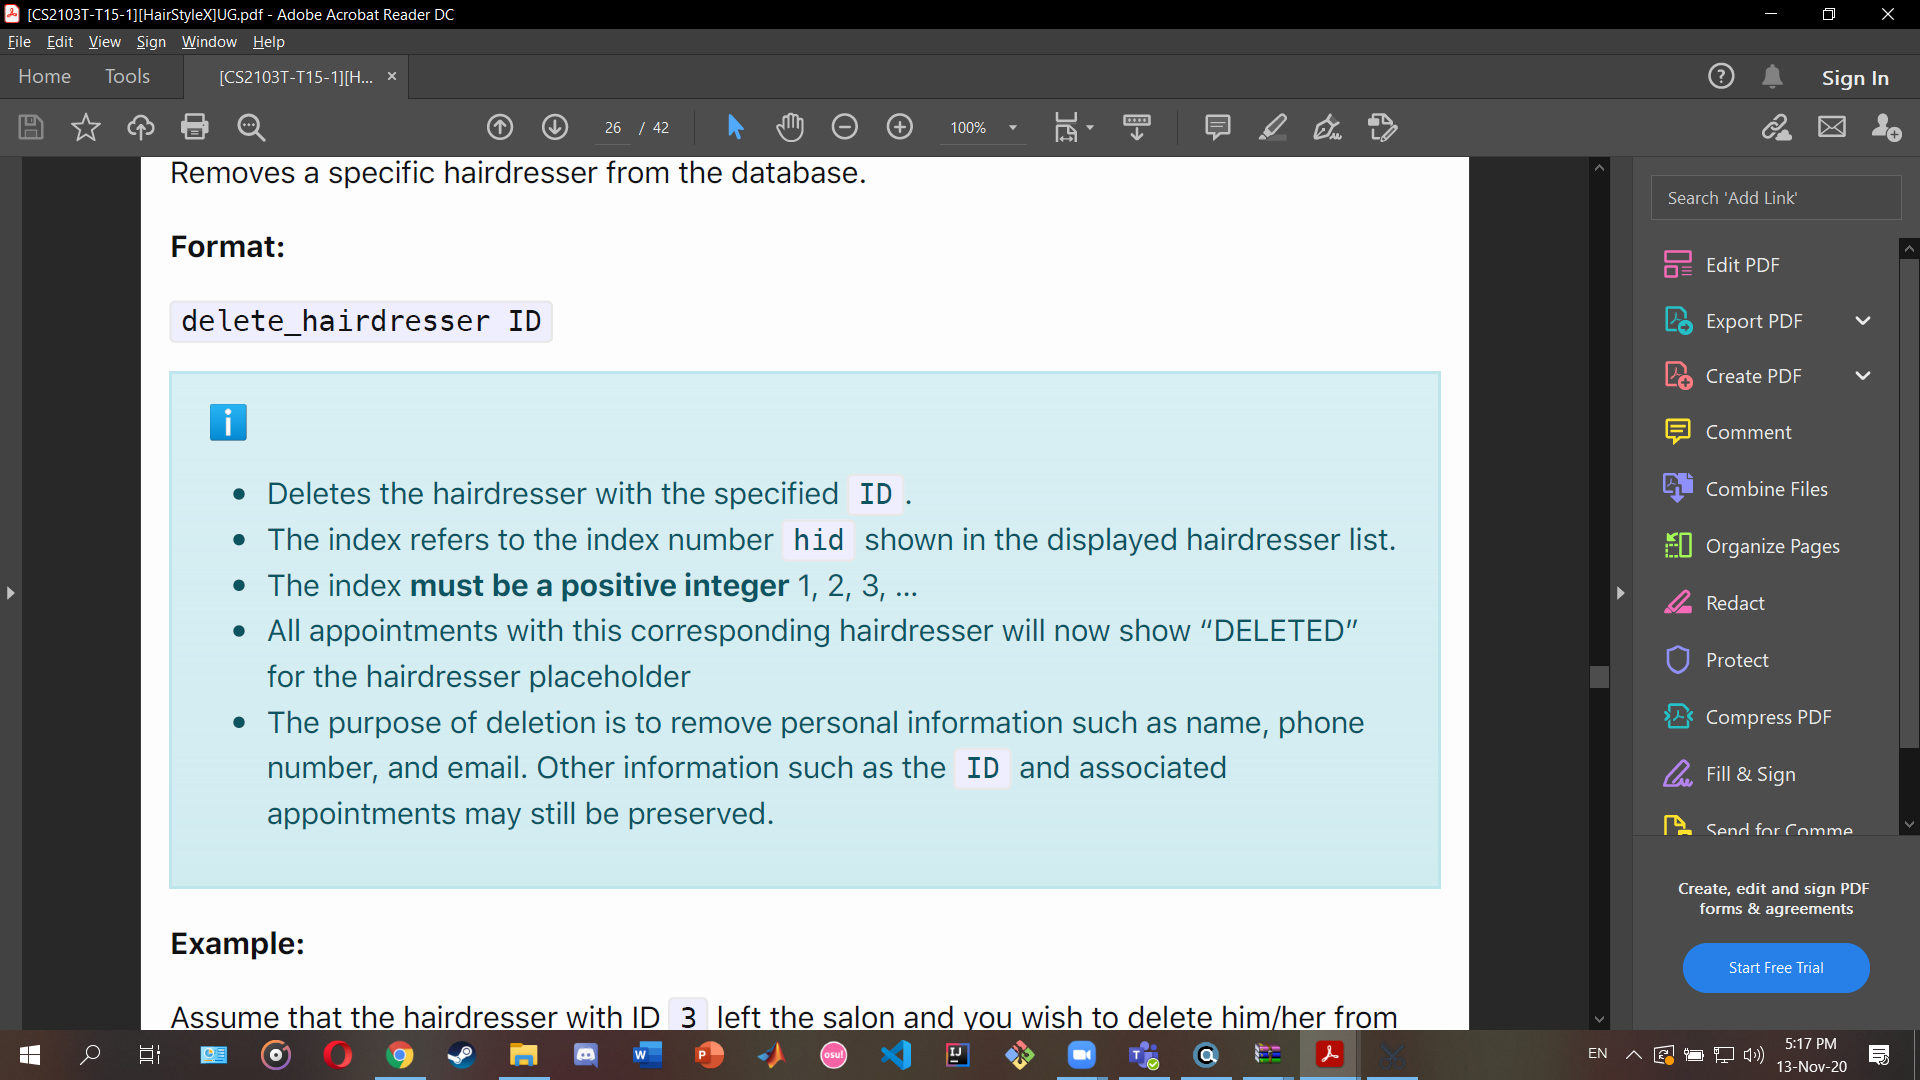 [CS2103T-T15-1][HairStyleX]UG.pdf - Adobe Acrobat Reader DC
File Edit View Sign Window Help
Home Tools [CS2103T-T15-1][H... × Sign In
26 / 42 100%
Removes a specific hairdresser from the database.
Format:
delete_hairdresser ID
i
• Deletes the hairdresser with the specified ID .
• The index refers to the index number hid shown in the displayed hairdresser list.
• The index must be a positive integer 1, 2, 3, …
• All appointments with this corresponding hairdresser will now show “DELETED”
for the hairdresser placeholder
• The purpose of deletion is to remove personal information such as name, phone
number, and email. Other information such as the ID and associated
appointments may still be preserved.
Example:
Assume that the hairdresser with ID 3 left the salon and you wish to delete him/her from
Search 'Add Link'
Edit PDF
Export PDF
Create PDF
Comment
Combine Files
Organize Pages
Redact
Protect
Compress PDF
Fill & Sign
Send for Comme
Create, edit and sign PDF
forms & agreements
Start Free Trial
osu!
EN
5:17 PM
13-Nov-20